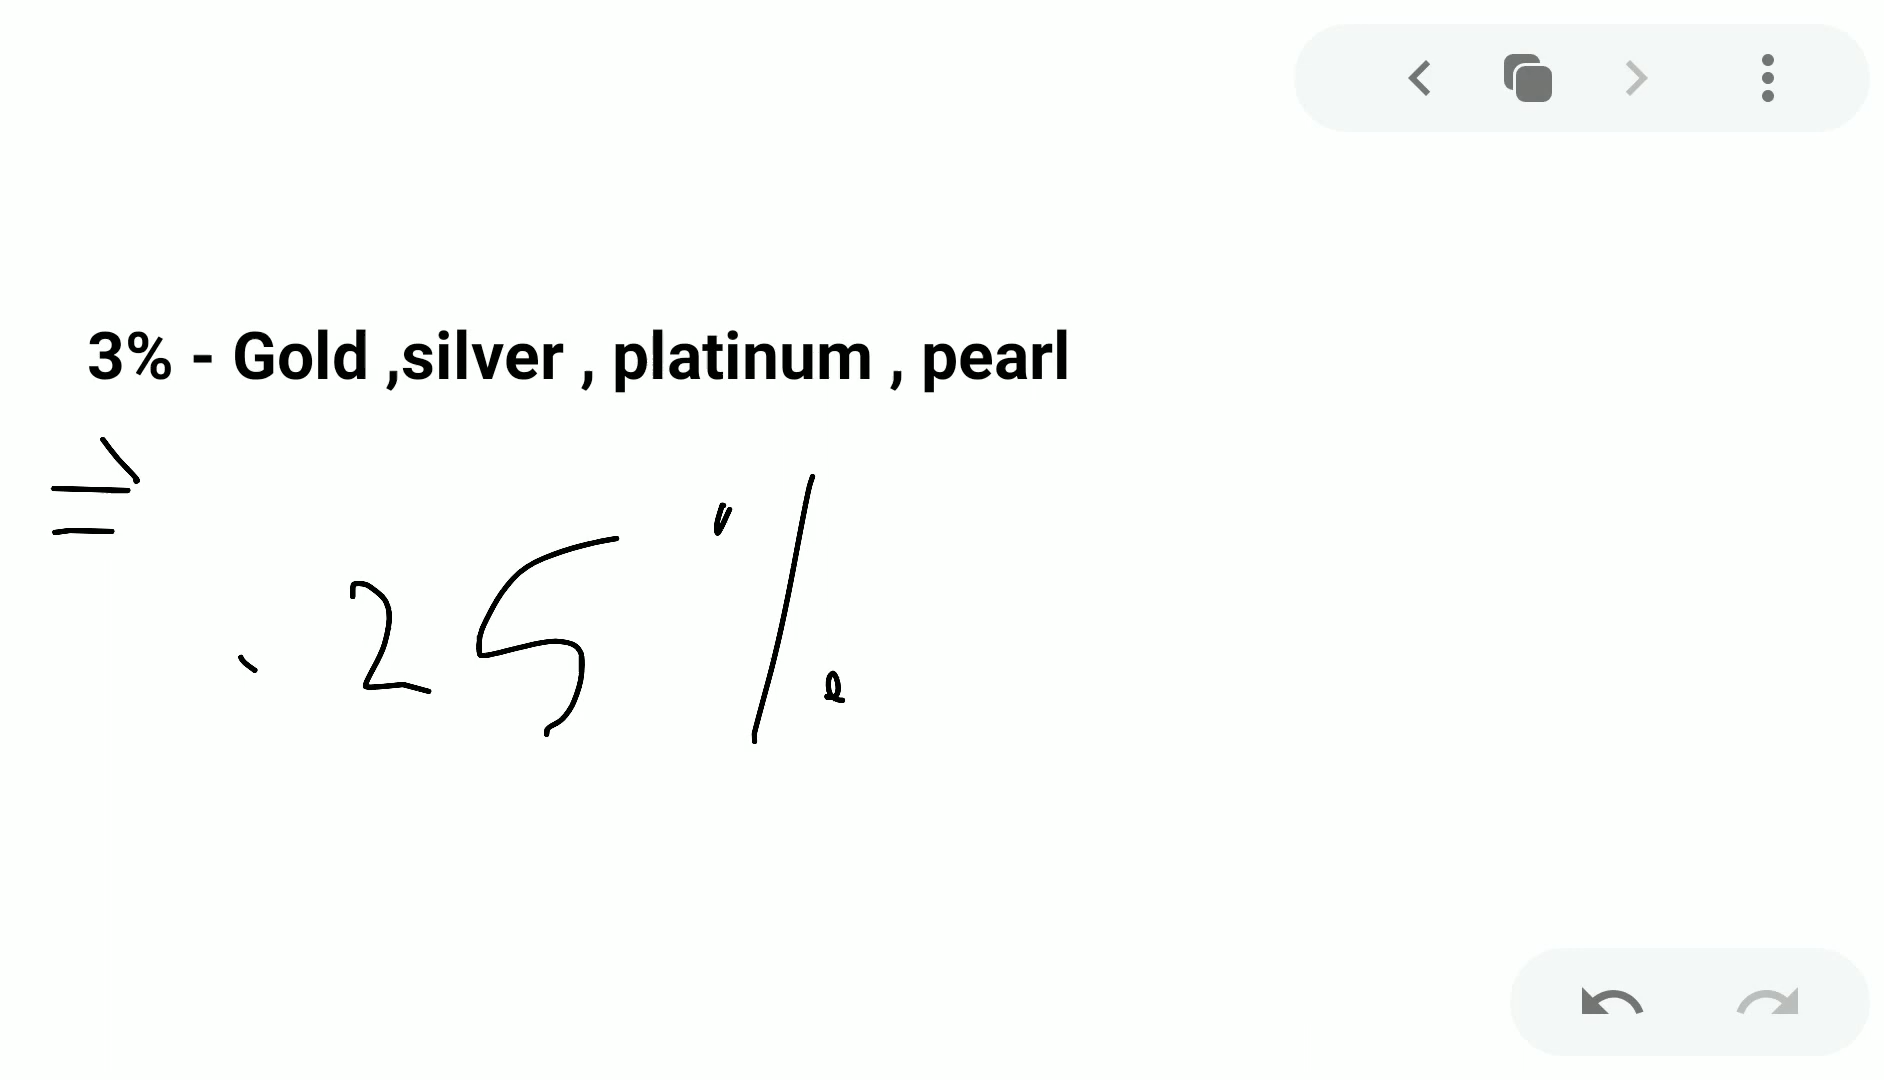 3% - Gold ,silver , platinum , pearl
⇒
.25 %